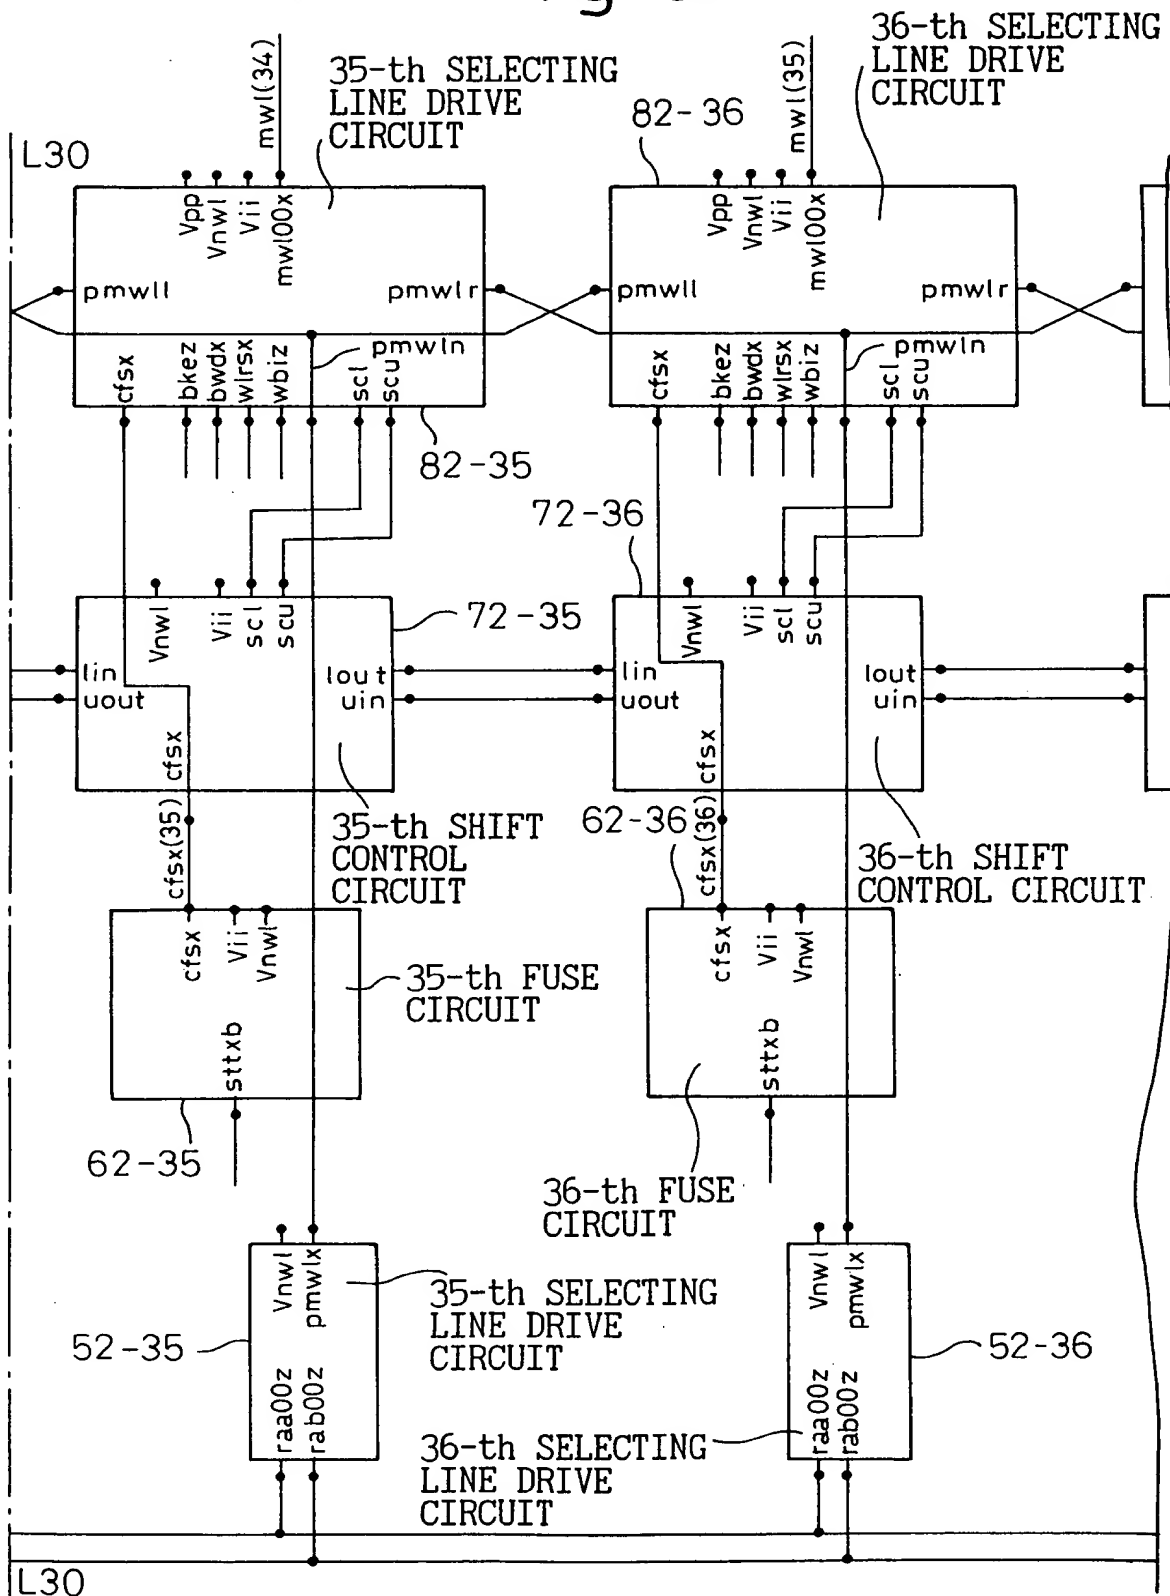 36-th SELECTING
LINE DRIVE
CIRCUIT
35-th SELECTING
LINE DRIVE
CIRCUIT
mwl(34)
82-36
mwl(35)
L30
Vpp
Vnwl
Vii
mwl00x
Vpp
Vnwl
Vii
mwl00x
pmwll
pmwlr
pmwll
pmwlr
pmwln
pmwln
cfsx
bkez
bwdx
wlrsx
wbiz
scl
scu
cfsx
bkez
bwdx
wlrsx
wbiz
scl
scu
82-35
72-36
Vnwl
Vii
scl
scu
72-35
Vnwl
Vii
scl
scu
lin
lout
lin
lout
uout
uin
uout
uin
cfsx
cfsx
cfsx(35)
35-th SHIFT
CONTROL
CIRCUIT
62-36
cfsx(36)
36-th SHIFT
CONTROL CIRCUIT
cfsx
Vii
Vnwl
cfsx
Vii
Vnwl
35-th FUSE
CIRCUIT
sttxb
sttxb
62-35
36-th FUSE
CIRCUIT
Vnwl
pmwlx
Vnwl
pmwlx
35-th SELECTING
LINE DRIVE
CIRCUIT
52-35
52-36
raa00z
rab00z
raa00z
rab00z
36-th SELECTING
LINE DRIVE
CIRCUIT
L30